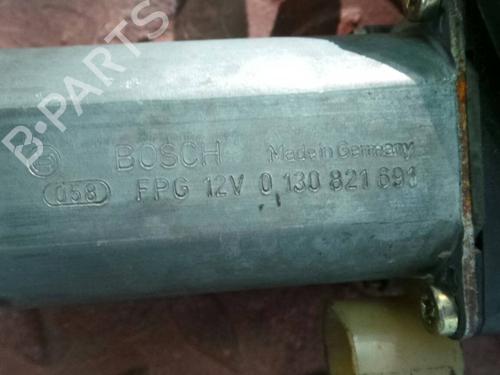 B-PARTS
BOSCH Made in Germany
058 FPG 12V 0 130 821 691